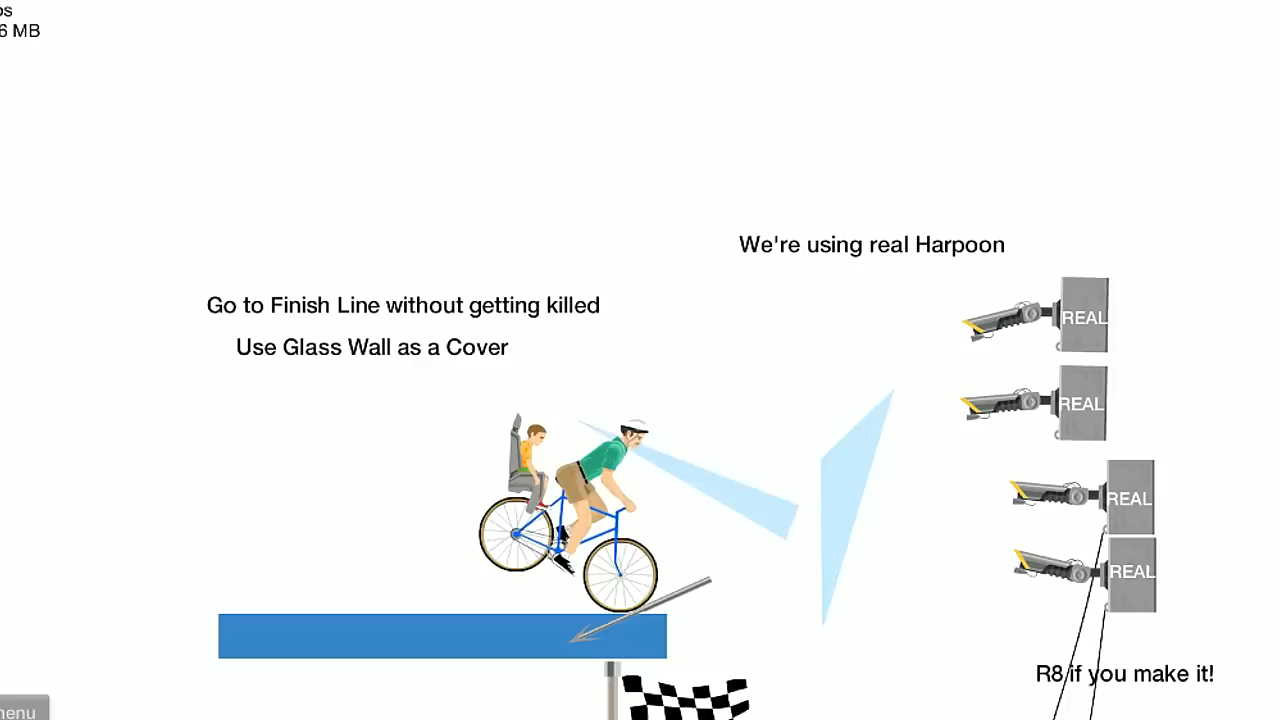 6 MB
We're using real Harpoon
Go to Finish Line without getting killed
REAL
Use Glass Wall as a Cover
REAL
REAL
REAL
R8 if you make it!